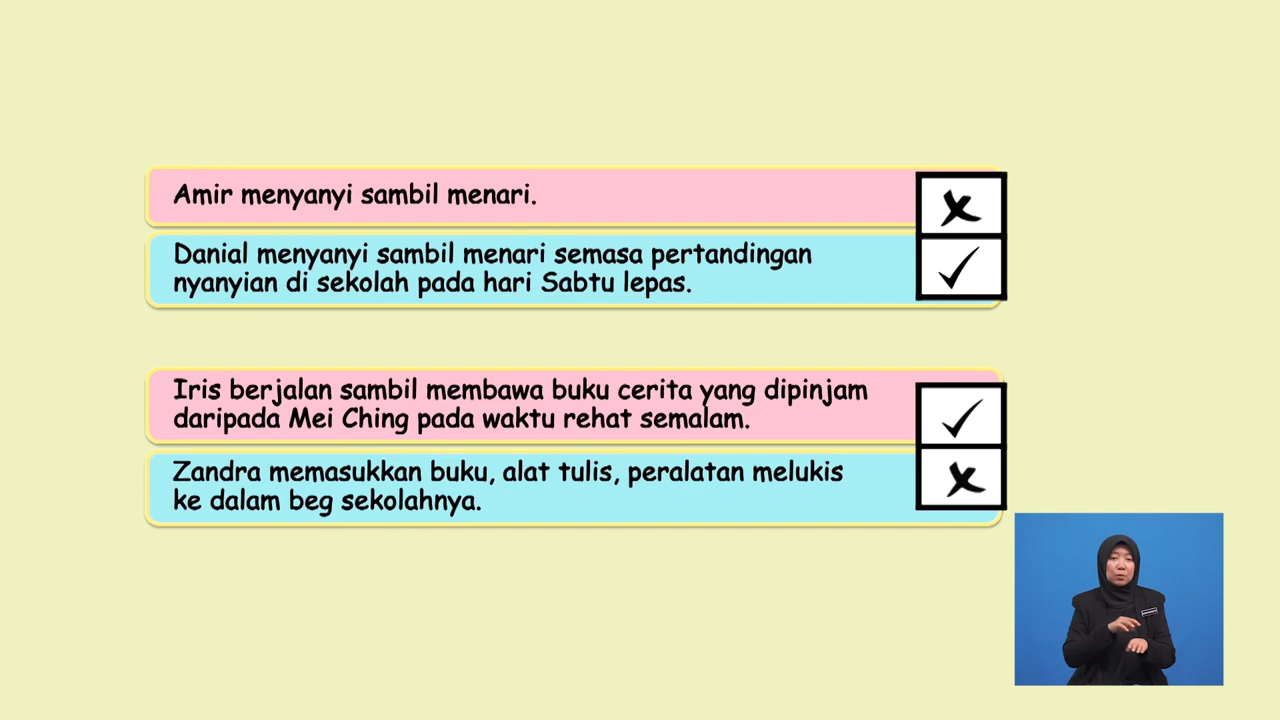 Amir menyanyi sambil menari.
Danial menyanyi sambil menari semasa pertandingan
nyanyian di sekolah pada hari Sabtu lepas.
Iris berjalan sambil membawa buku cerita yang dipinjam
daripada Mei Ching pada waktu rehat semalam.
Zandra memasukkan buku, alat tulis, peralatan melukis
ke dalam beg sekolahnya.